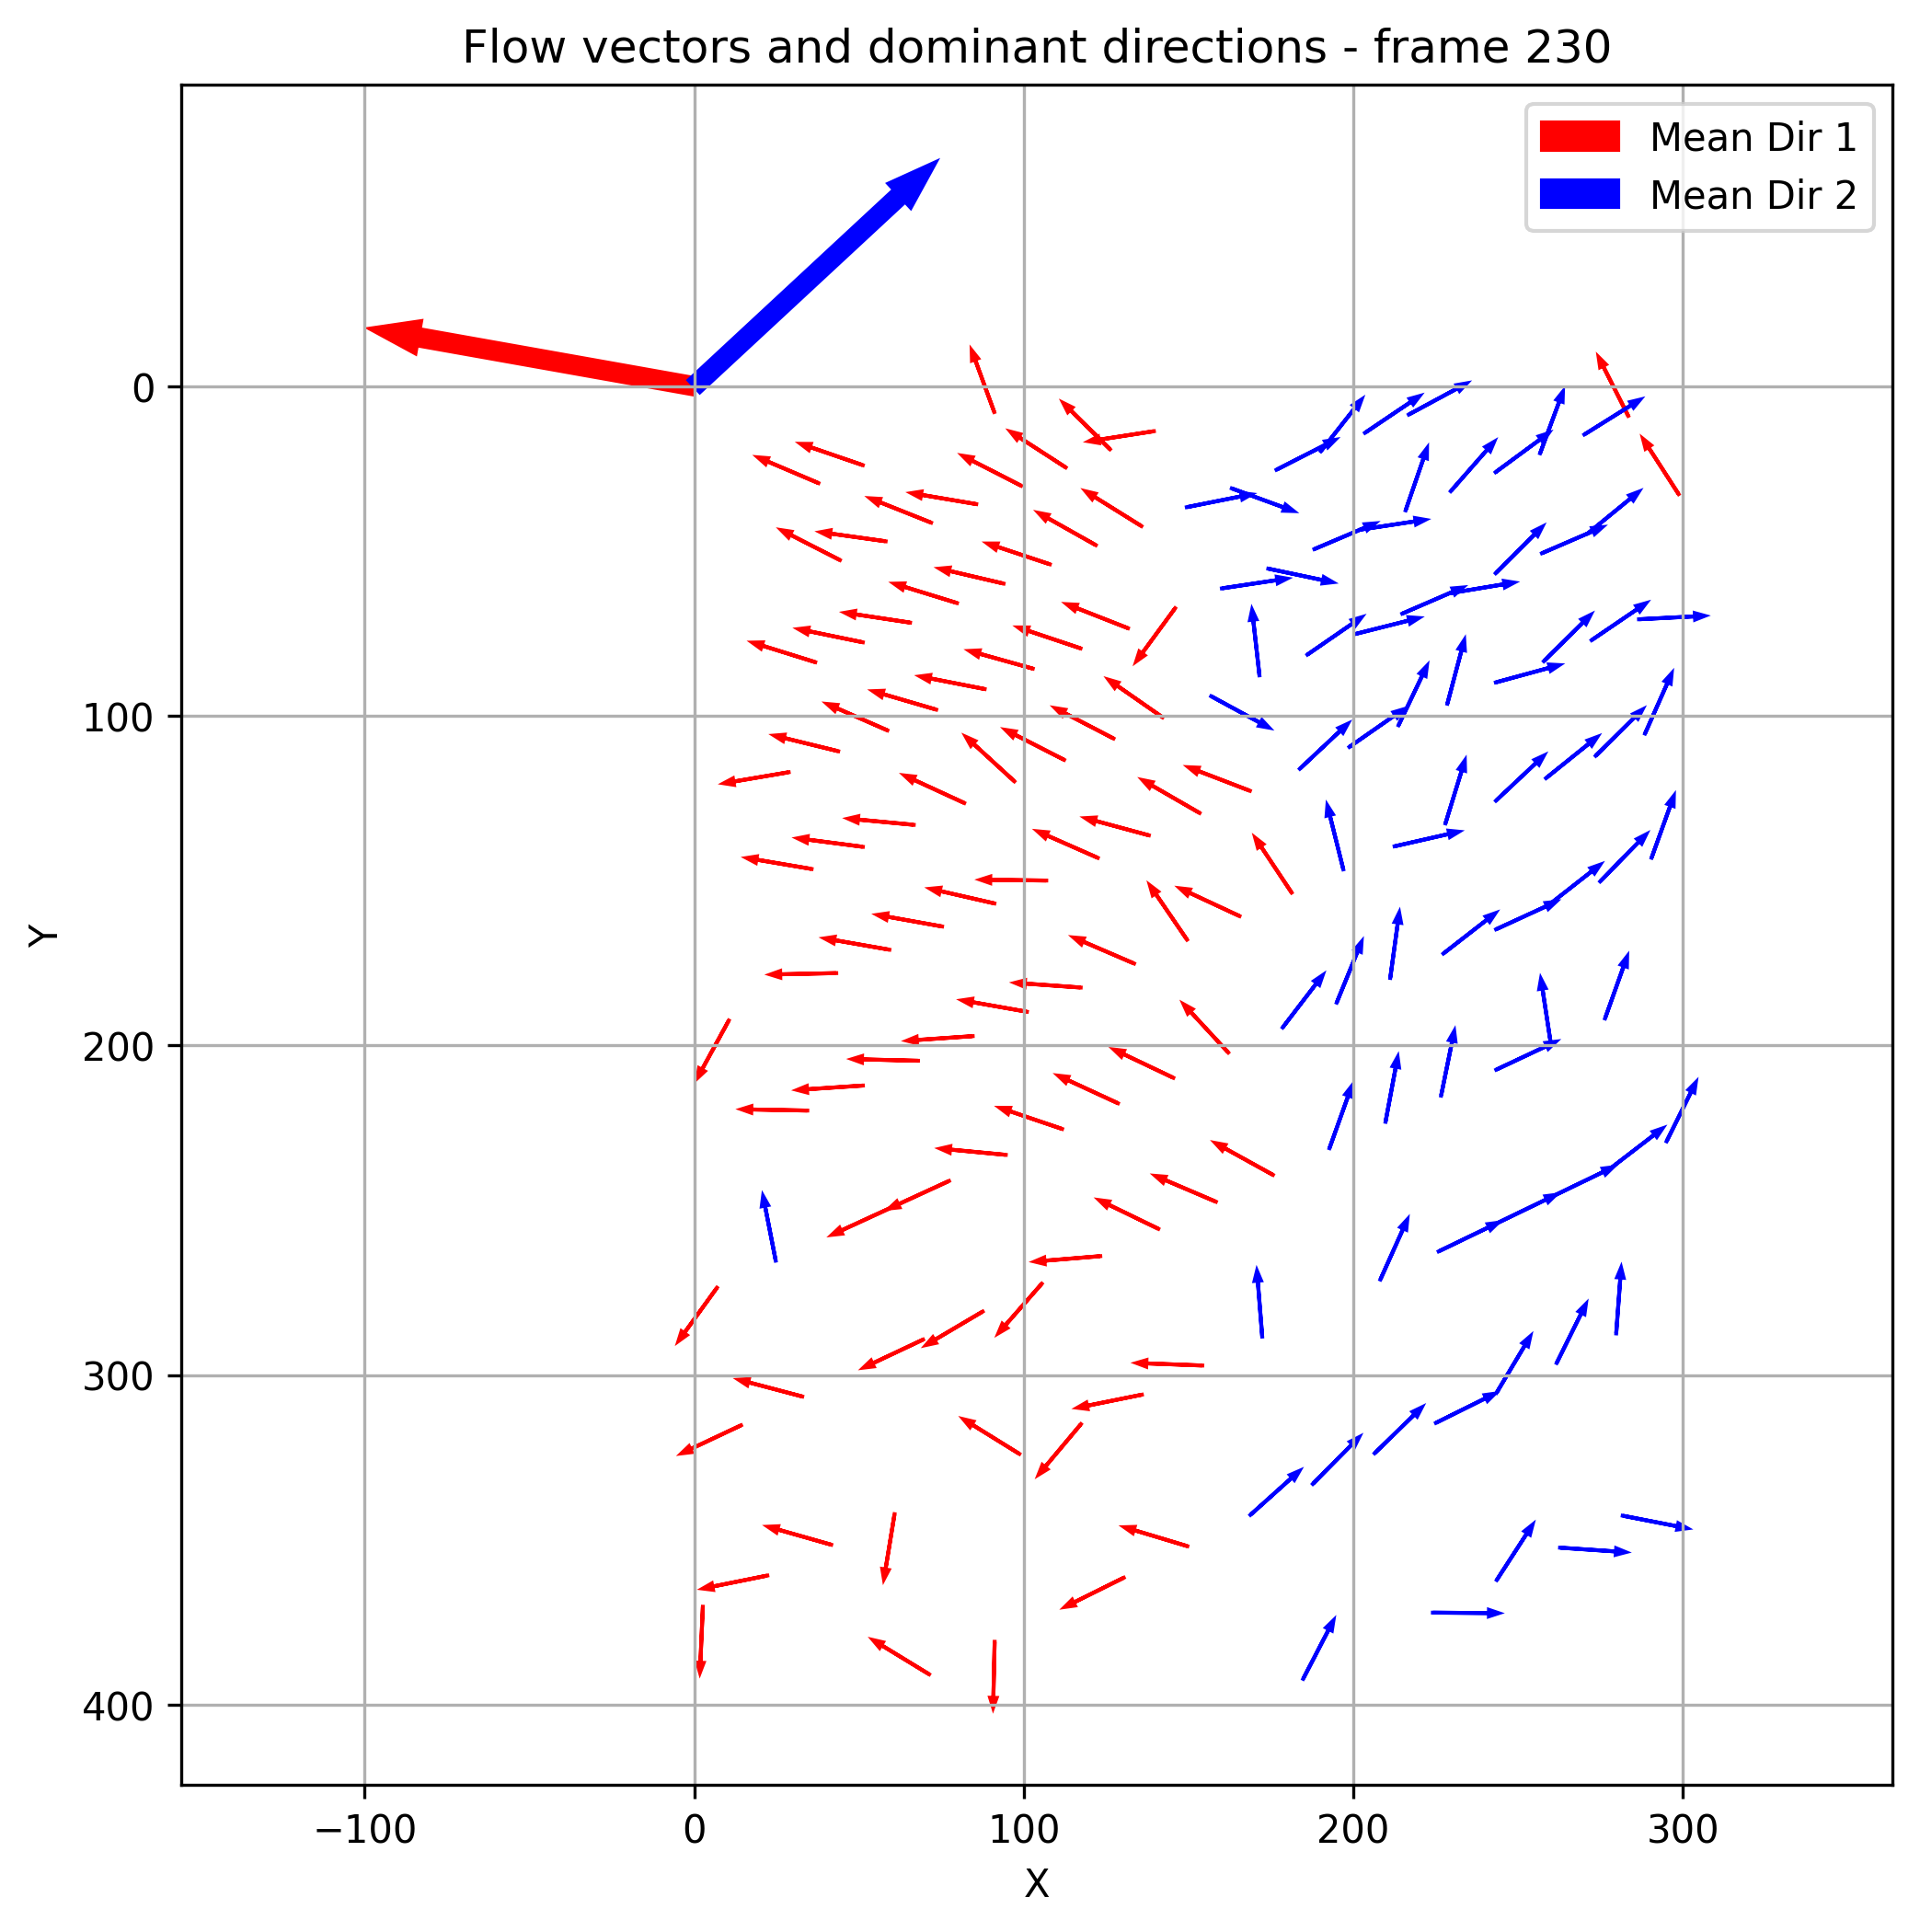 Flow vectors and dominant directions - frame 230
Mean Dir 1
Mean Dir 2
0
100
200
300
400
Y
−100
0
100
200
300
X